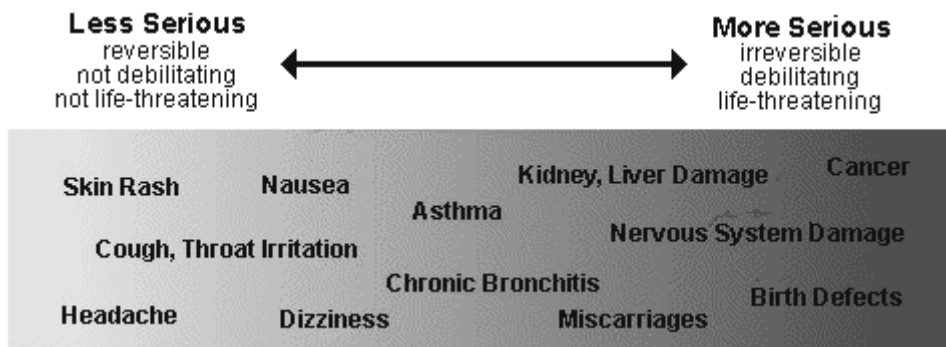 Less Serious
reversible
not debilitating
not life-threatening
More Serious
irreversible
debilitating
life-threatening
Skin Rash
Nausea
Kidney, Liver Damage
Cancer
Asthma
Cough, Throat Irritation
Nervous System Damage
Chronic Bronchitis
Birth Defects
Headache
Dizziness
Miscarriages